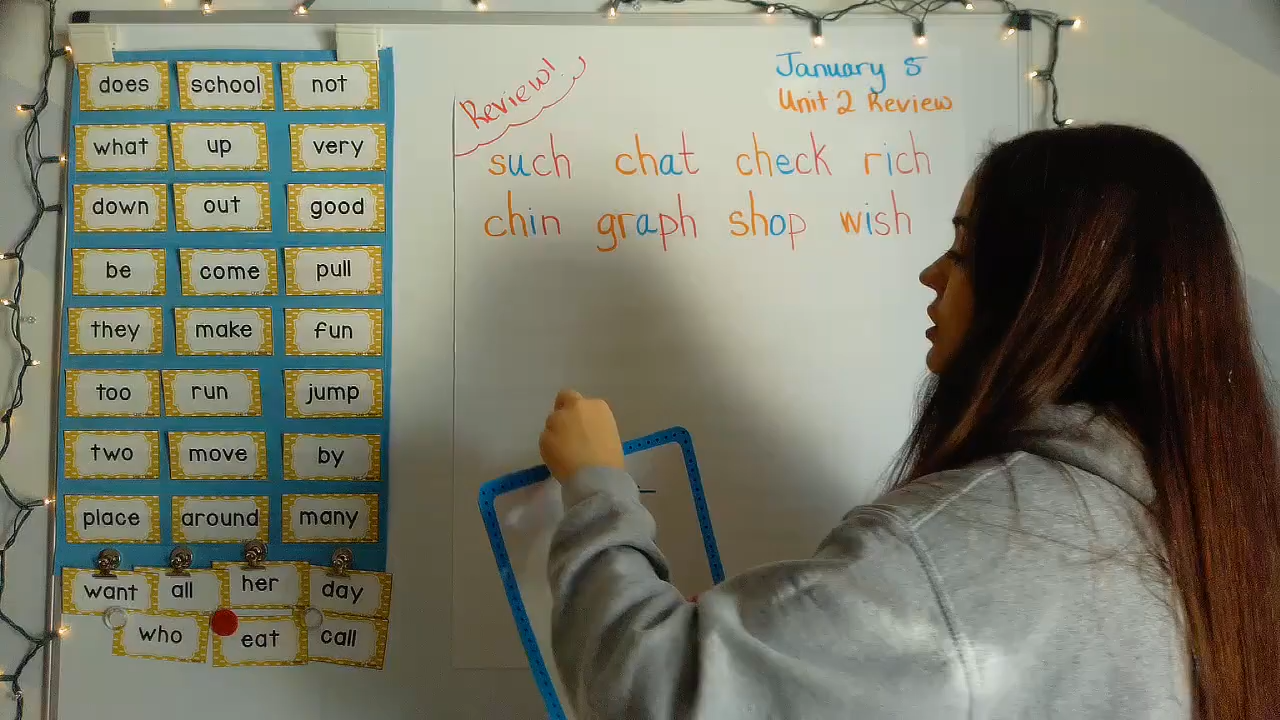 does school not
what up very
down out good
be come pull
they make fun
too run jump
two move by
place around many
want all her day
who eat call
Review!
January 5
Unit 2 Review
such chat check rich
chin graph shop wish